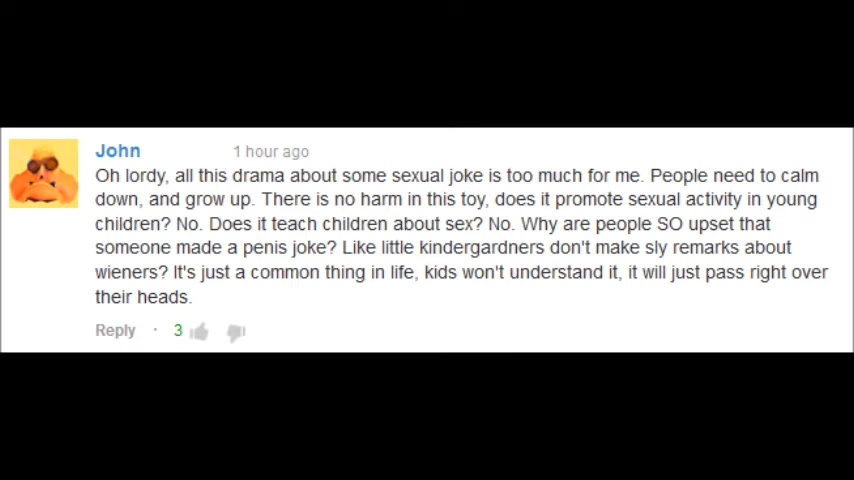 John 1 hour ago
Oh lordy, all this drama about some sexual joke is too much for me. People need to calm
down, and grow up. There is no harm in this toy, does it promote sexual activity in young
children? No. Does it teach children about sex? No. Why are people SO upset that
someone made a penis joke? Like little kindergardners don't make sly remarks about
wieners? It's just a common thing in life, kids won't understand it, it will just pass right over
their heads.
Reply · 3